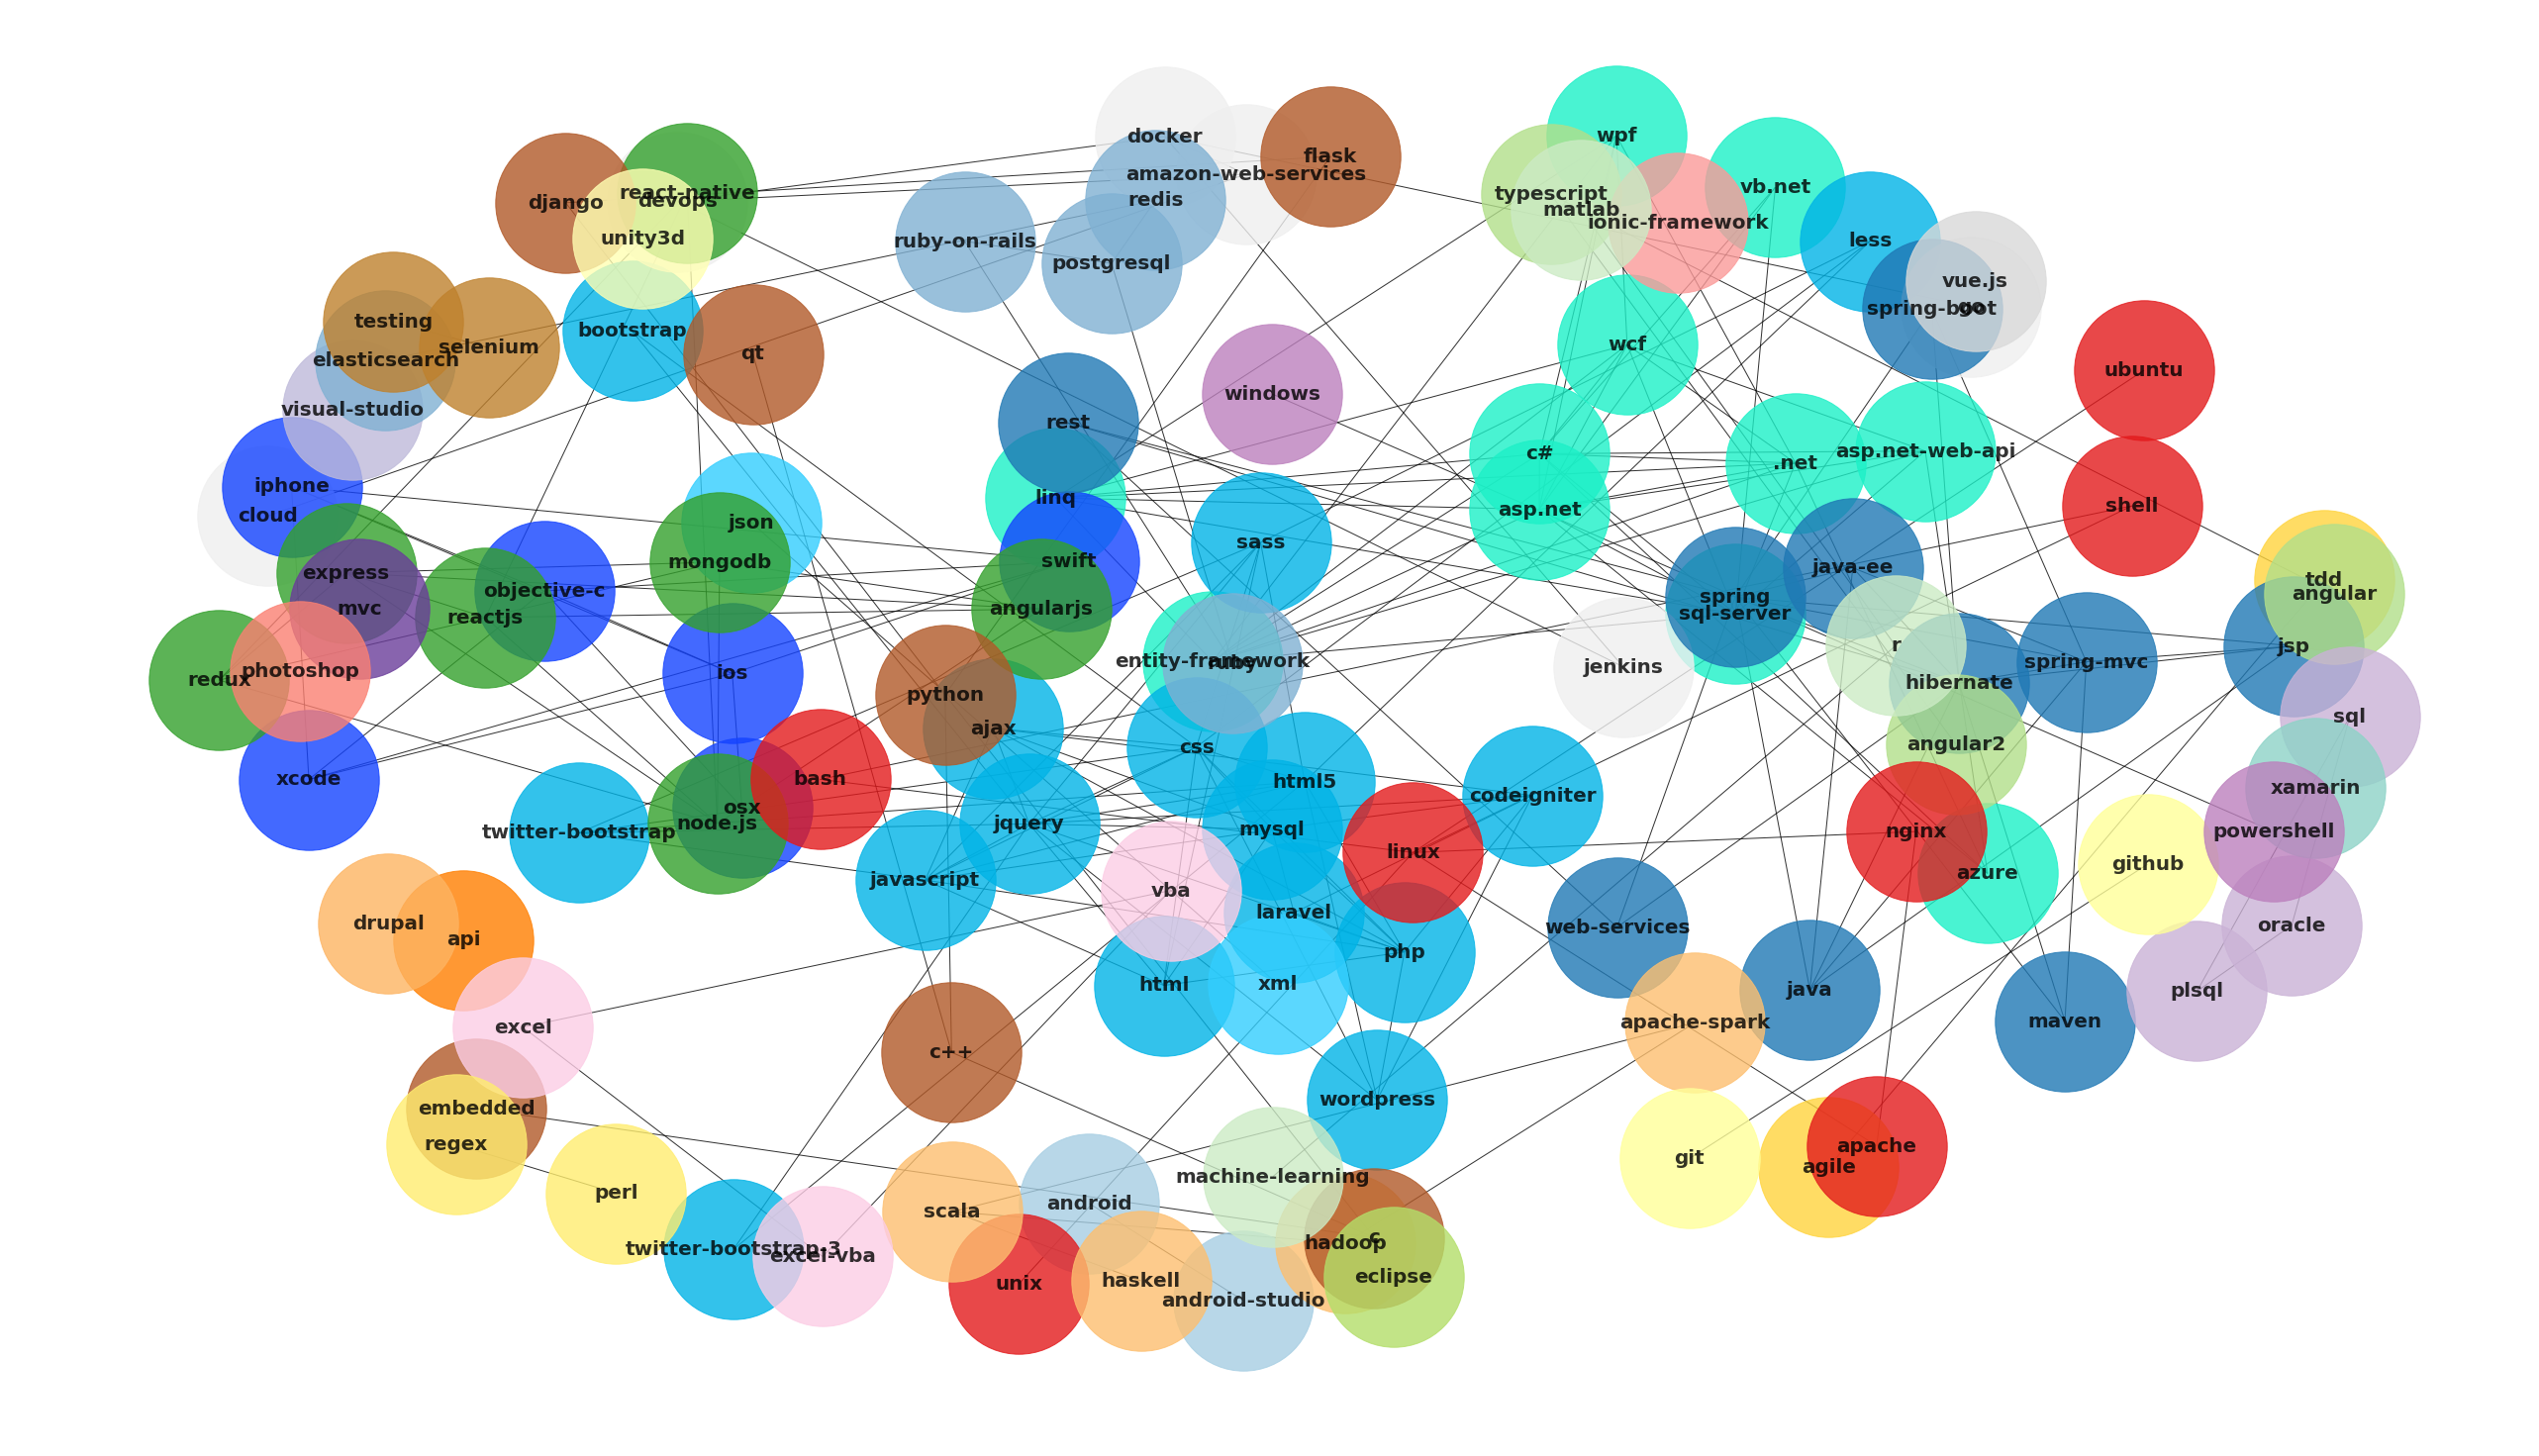 docker
wpf
flask
amazon-web-services
vb.net
react-native
typescript
devops
redis
django
matlab
ionic-framework
unity3d
ruby-on-rails
less
postgresql
vue.js
spring-boot
go
testing
bootstrap
wcf
selenium
qt
elasticsearch
ubuntu
windows
visual-studio
rest
c#
asp.net-web-api
.net
iphone
linq
shell
asp.net
cloud
json
sass
swift
mongodb
java-ee
express
tdd
angular
objective-c
spring
mvc
angularjs
sql-server
reactjs
r
jsp
entity-framework
ruby
spring-mvc
jenkins
photoshop
ios
redux
hibernate
python
sql
ajax
css
angular2
xcode
bash
html5
xamarin
codeigniter
osx
node.js
jquery
twitter-bootstrap
mysql
nginx
powershell
linux
github
azure
javascript
vba
laravel
drupal
oracle
web-services
api
php
html
xml
java
plsql
excel
apache-spark
maven
c++
wordpress
embedded
regex
apache
git
agile
machine-learning
perl
android
scala
c
hadoop
twitter-bootstrap-3
excel-vba
eclipse
unix
haskell
android-studio